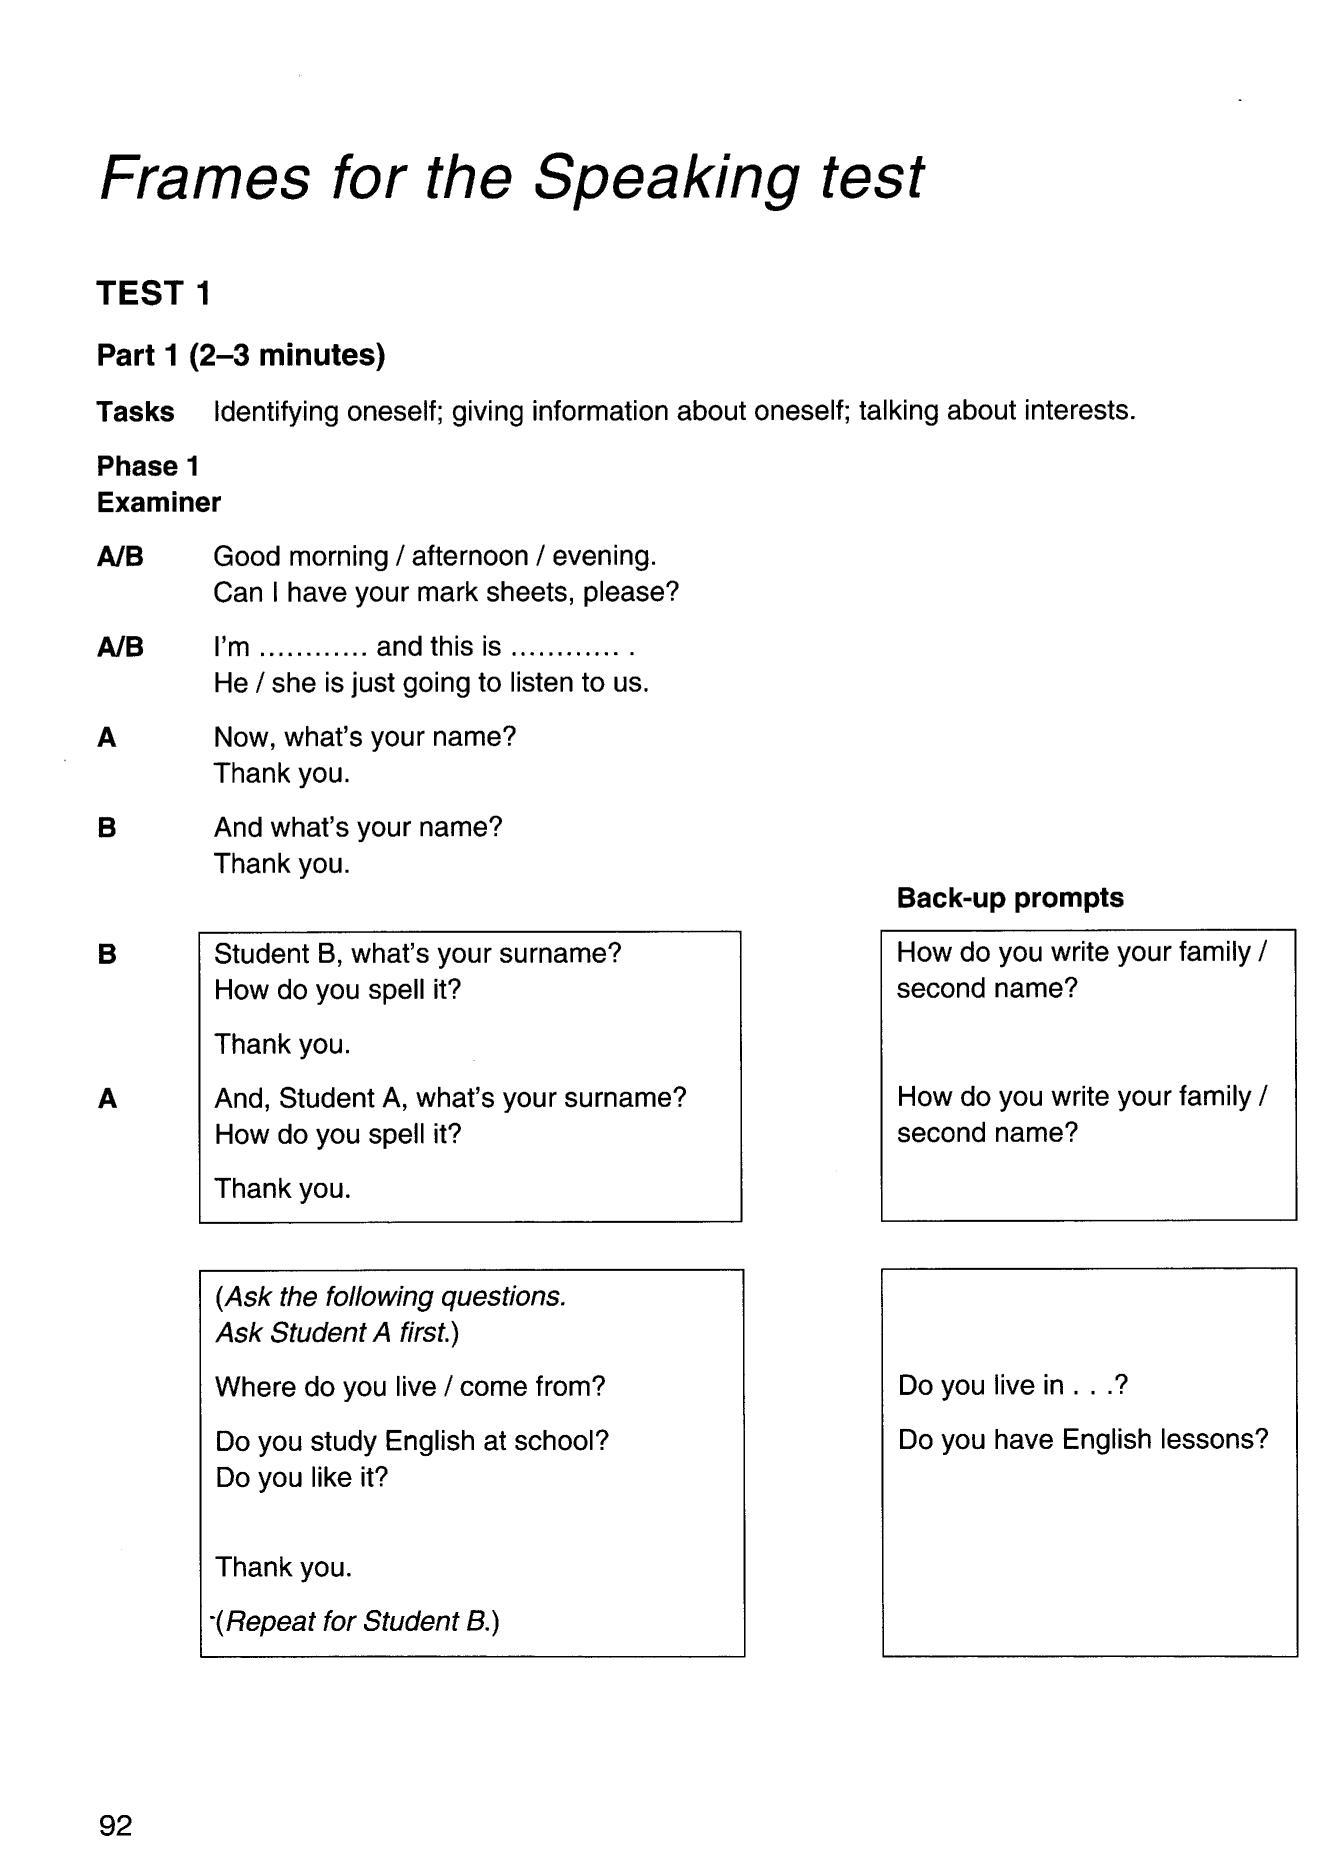 Frames for the Speaking test
TEST 1
Part 1 (2–3 minutes)
Tasks Identifying oneself; giving information about oneself; talking about interests.
Phase 1
Examiner
A/B Good morning / afternoon / evening.
Can I have your mark sheets, please?
A/B I'm ............ and this is ............ .
He / she is just going to listen to us.
A Now, what's your name?
Thank you.
B And what's your name?
Thank you.
Back-up prompts
B Student B, what's your surname?
How do you spell it?
Thank you.
A And, Student A, what's your surname?
How do you spell it?
Thank you.
How do you write your family /
second name?
How do you write your family /
second name?
(Ask the following questions.
Ask Student A first.)
Where do you live / come from?
Do you study English at school?
Do you like it?
Thank you.
(Repeat for Student B.)
Do you live in . . .?
Do you have English lessons?
92